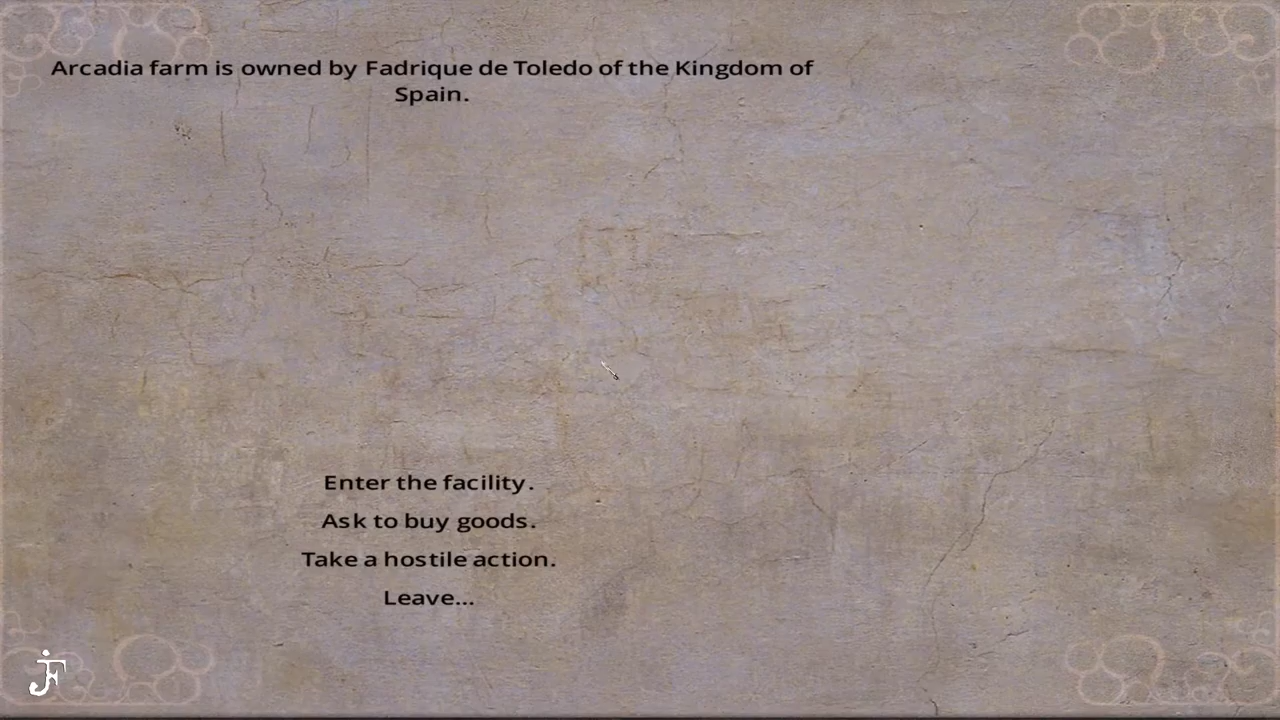 Arcadia farm is owned by Fadrique de Toledo of the Kingdom of
Spain.
Enter the facility.
Ask to buy goods.
Take a hostile action.
Leave...
jF